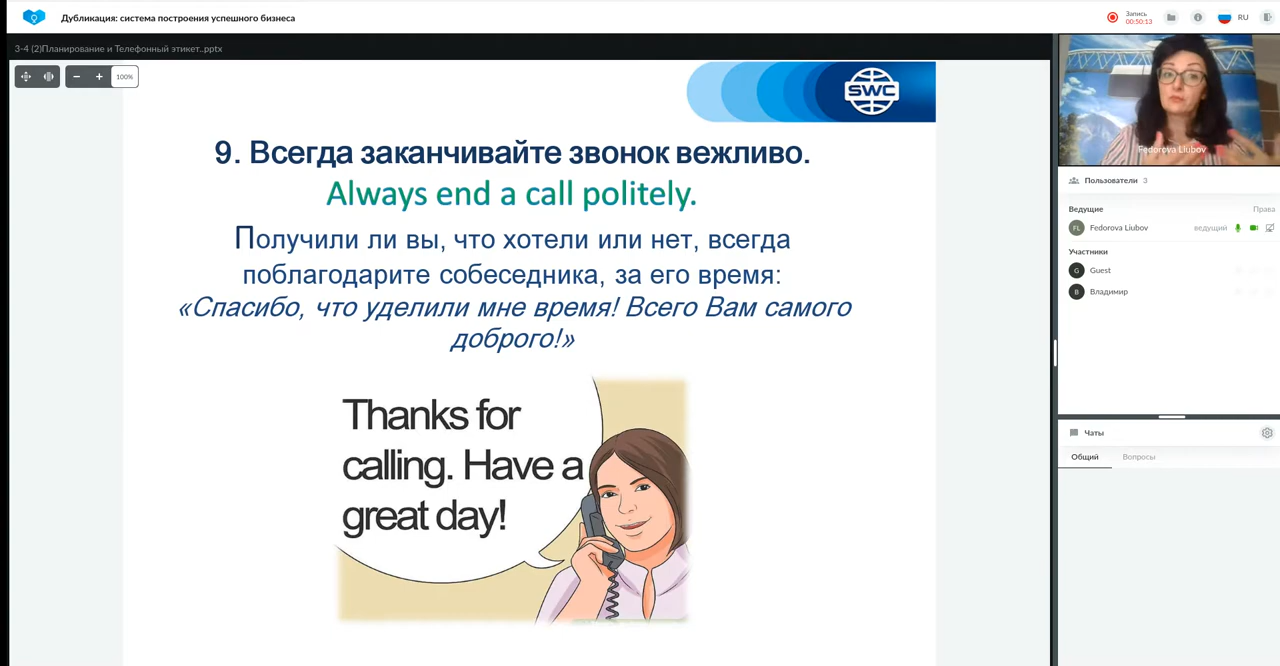 Дубликация: система построения успешного бизнеса
Запись
00:50:13
RU
3-4 (2)Планирование и Телефонный этикет..pptx
100%
SWC
9. Всегда заканчивайте звонок вежливо.
Always end a call politely.
Получили ли вы, что хотели или нет, всегда
поблагодарите собеседника, за его время:
«Спасибо, что уделили мне время! Всего Вам самого
доброго!»
Thanks for
calling. Have a
great day!
Fedorova Liubov
Пользователи 3
Ведущие Права
FL Fedorova Liubov ведущий
Участники
G Guest
В Владимир
Чаты
Общий Вопросы